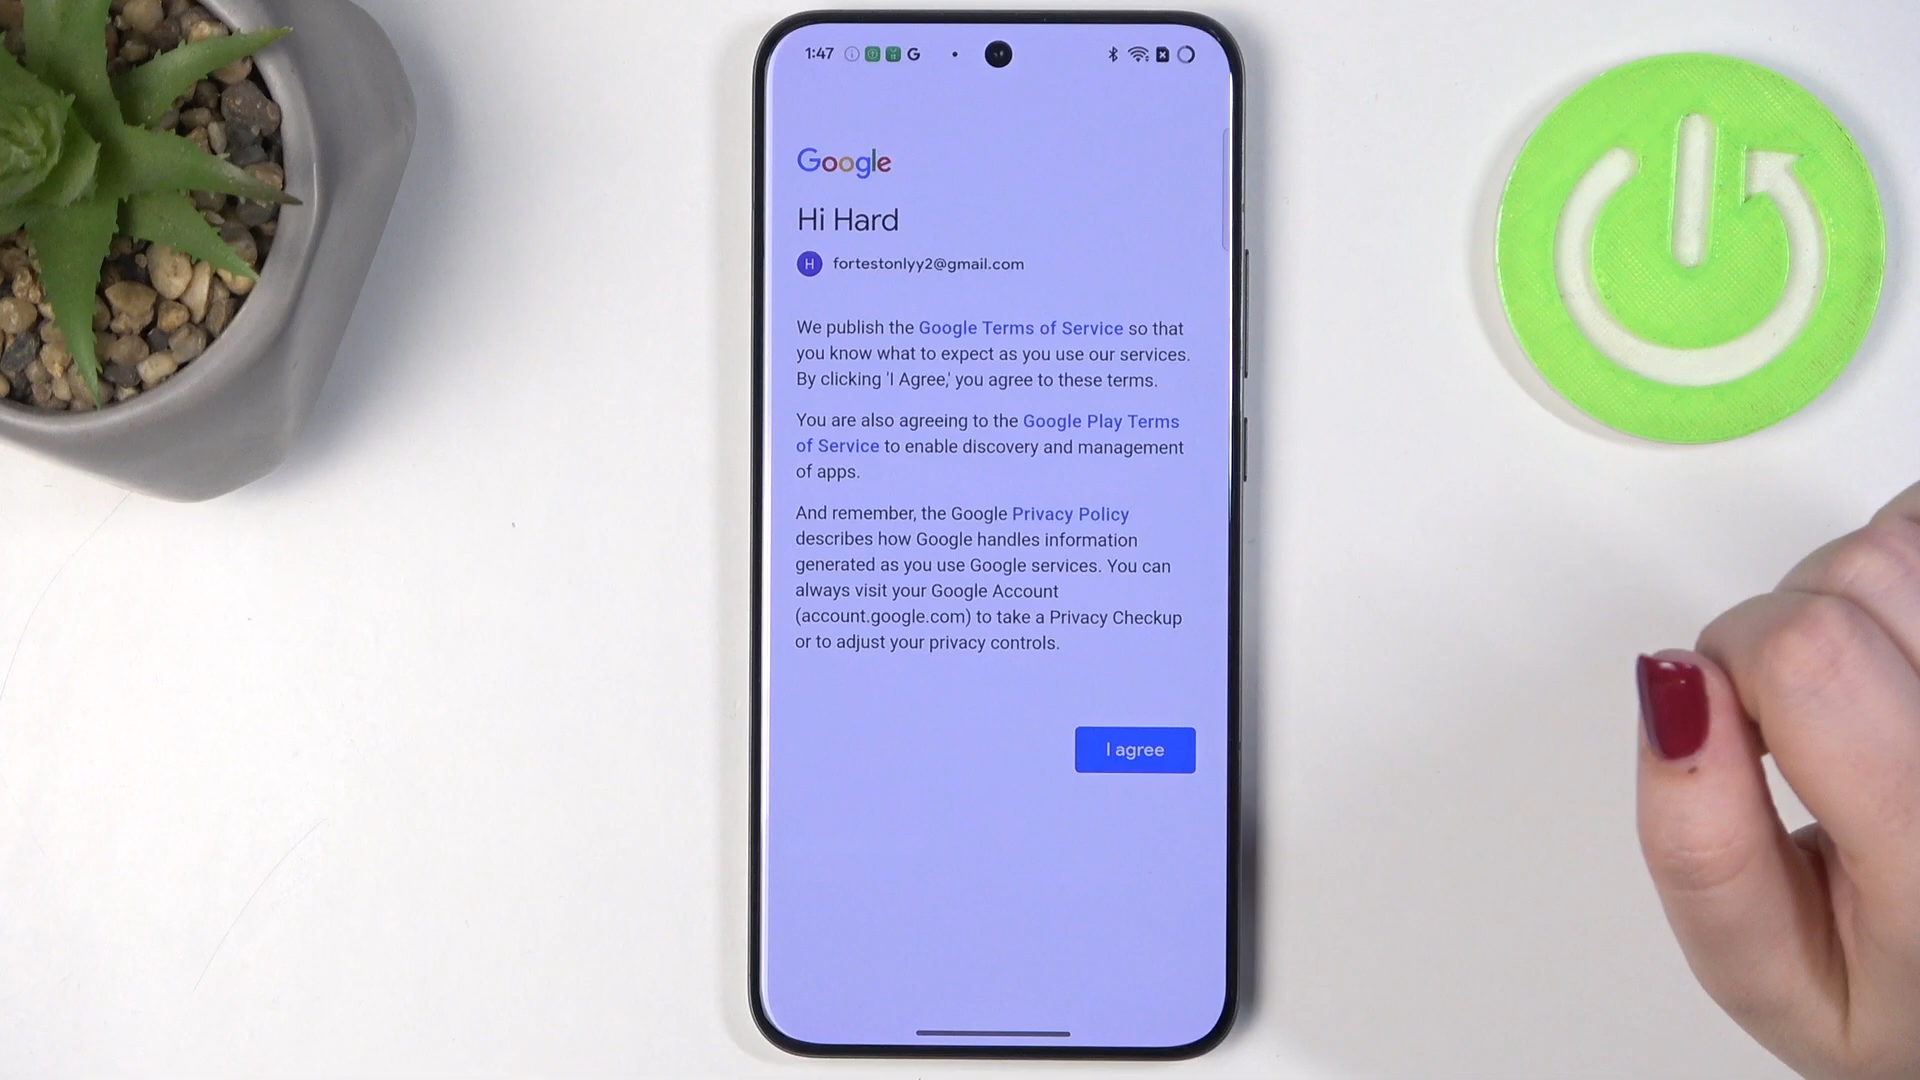 1:47
Google
Hi Hard
H fortestonlyy2@gmail.com
We publish the Google Terms of Service so that
you know what to expect as you use our services.
By clicking 'I Agree,' you agree to these terms.
You are also agreeing to the Google Play Terms
of Service to enable discovery and management
of apps.
And remember, the Google Privacy Policy
describes how Google handles information
generated as you use Google services. You can
always visit your Google Account
(account.google.com) to take a Privacy Checkup
or to adjust your privacy controls.
I agree